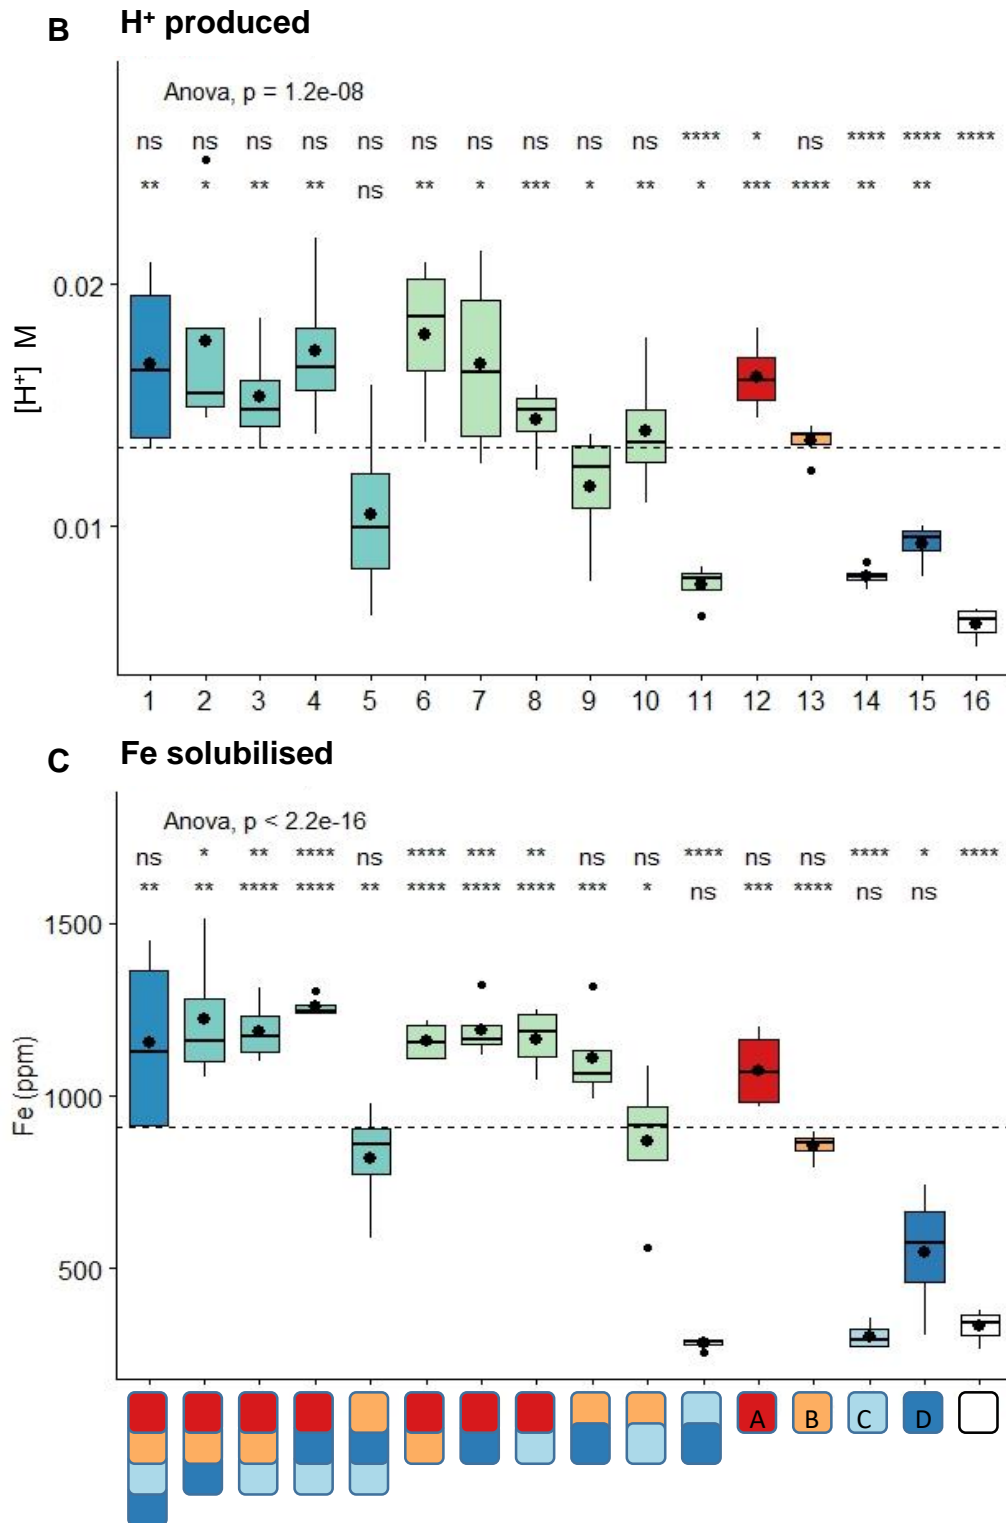 B H⁺ produced
Anova, p = 1.2e-08
ns ns ns ns ns ns ns ns ns ns **** * ns **** **** ****
** * ** ** ns ** * *** * ** * *** **** ** **
0.02
[H⁺] M
0.01
1 2 3 4 5 6 7 8 9 10 11 12 13 14 15 16
C Fe solubilised
Anova, p < 2.2e-16
ns * ** **** ns **** *** ** ns ns **** ns ns **** * ****
** ** **** **** ** **** **** **** *** * ns *** **** ns ns
1500
1000
Fe (ppm)
500
A B C D